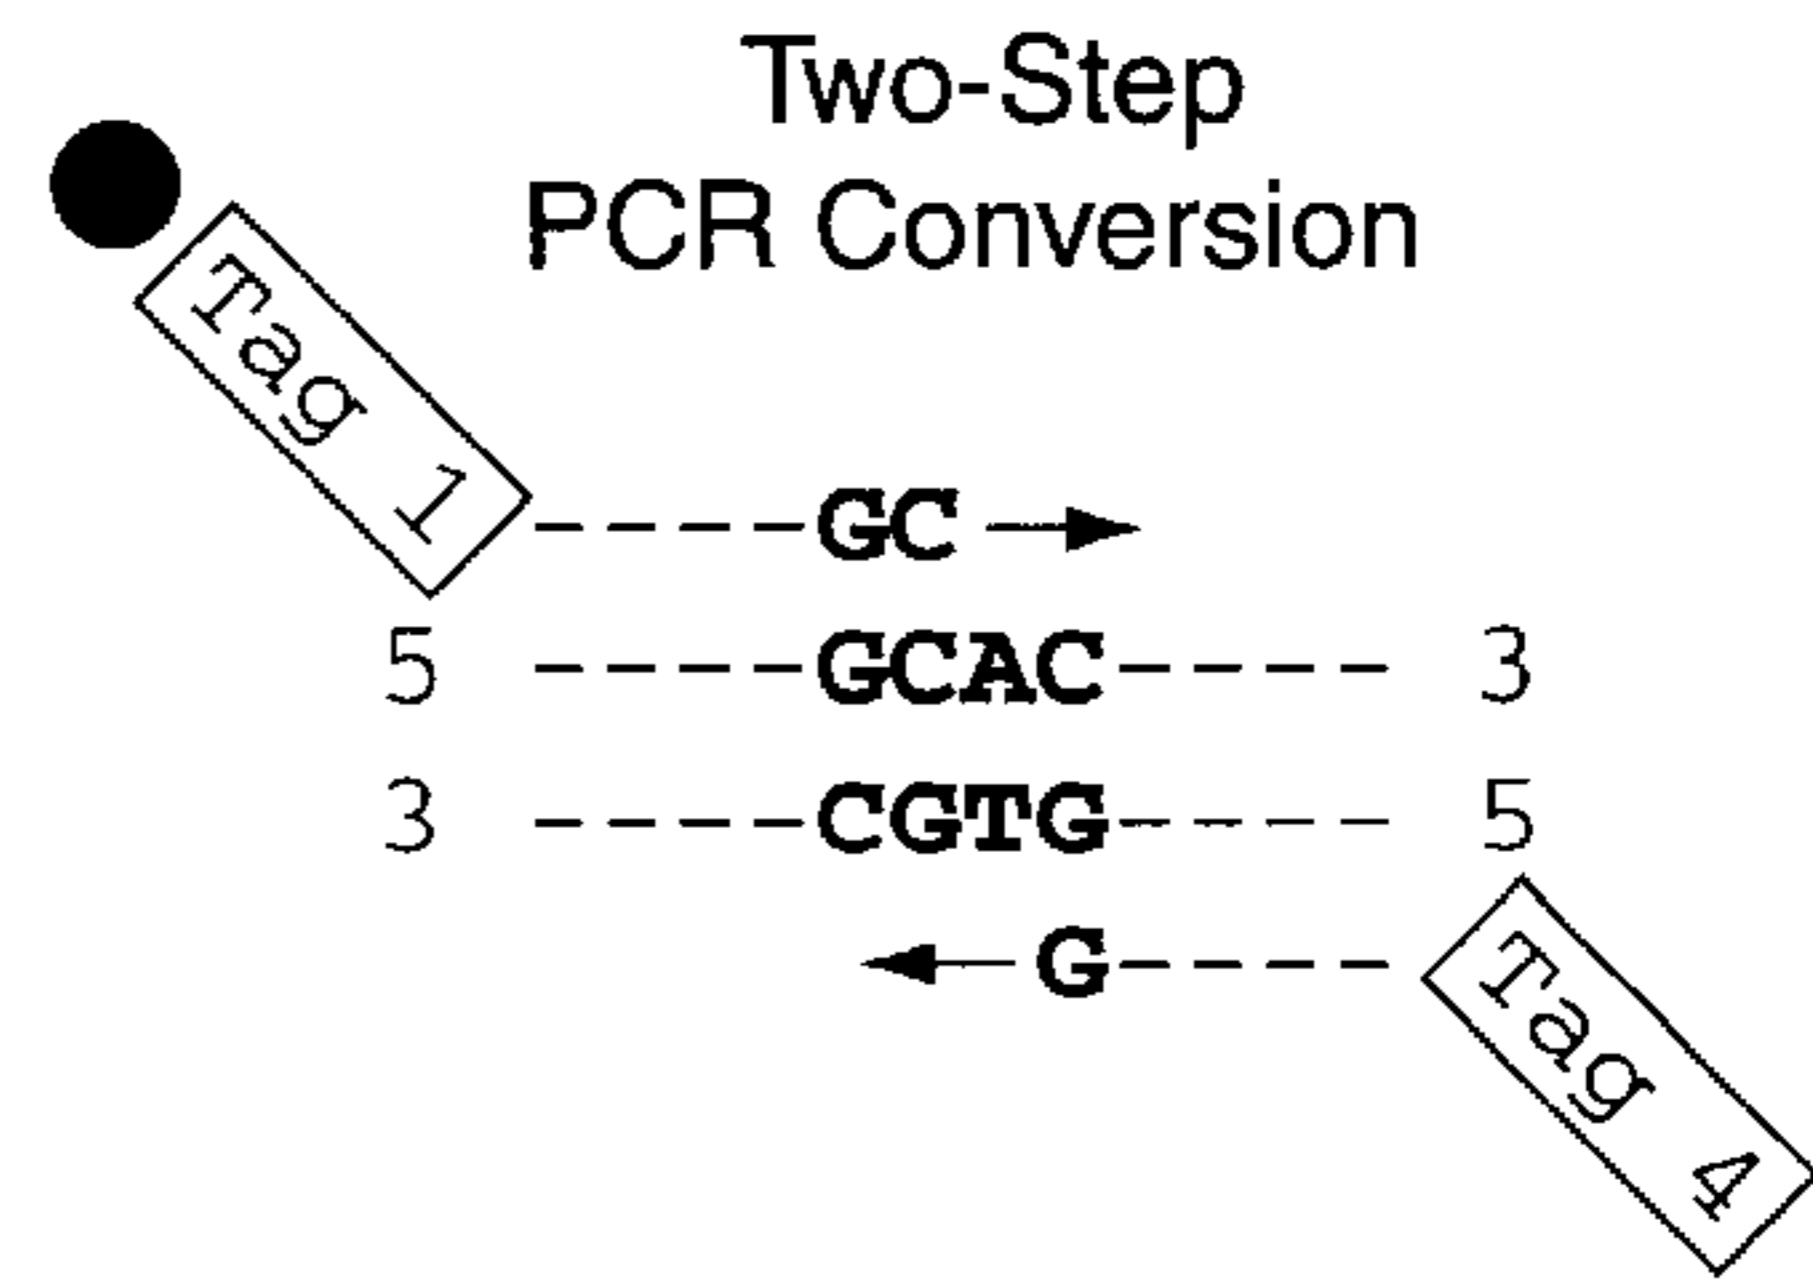 Two-Step
PCR Conversion
Tag 1
----GC
5 ----GCAC---- 3
3 ----CGTG---- 5
G----
Tag 4